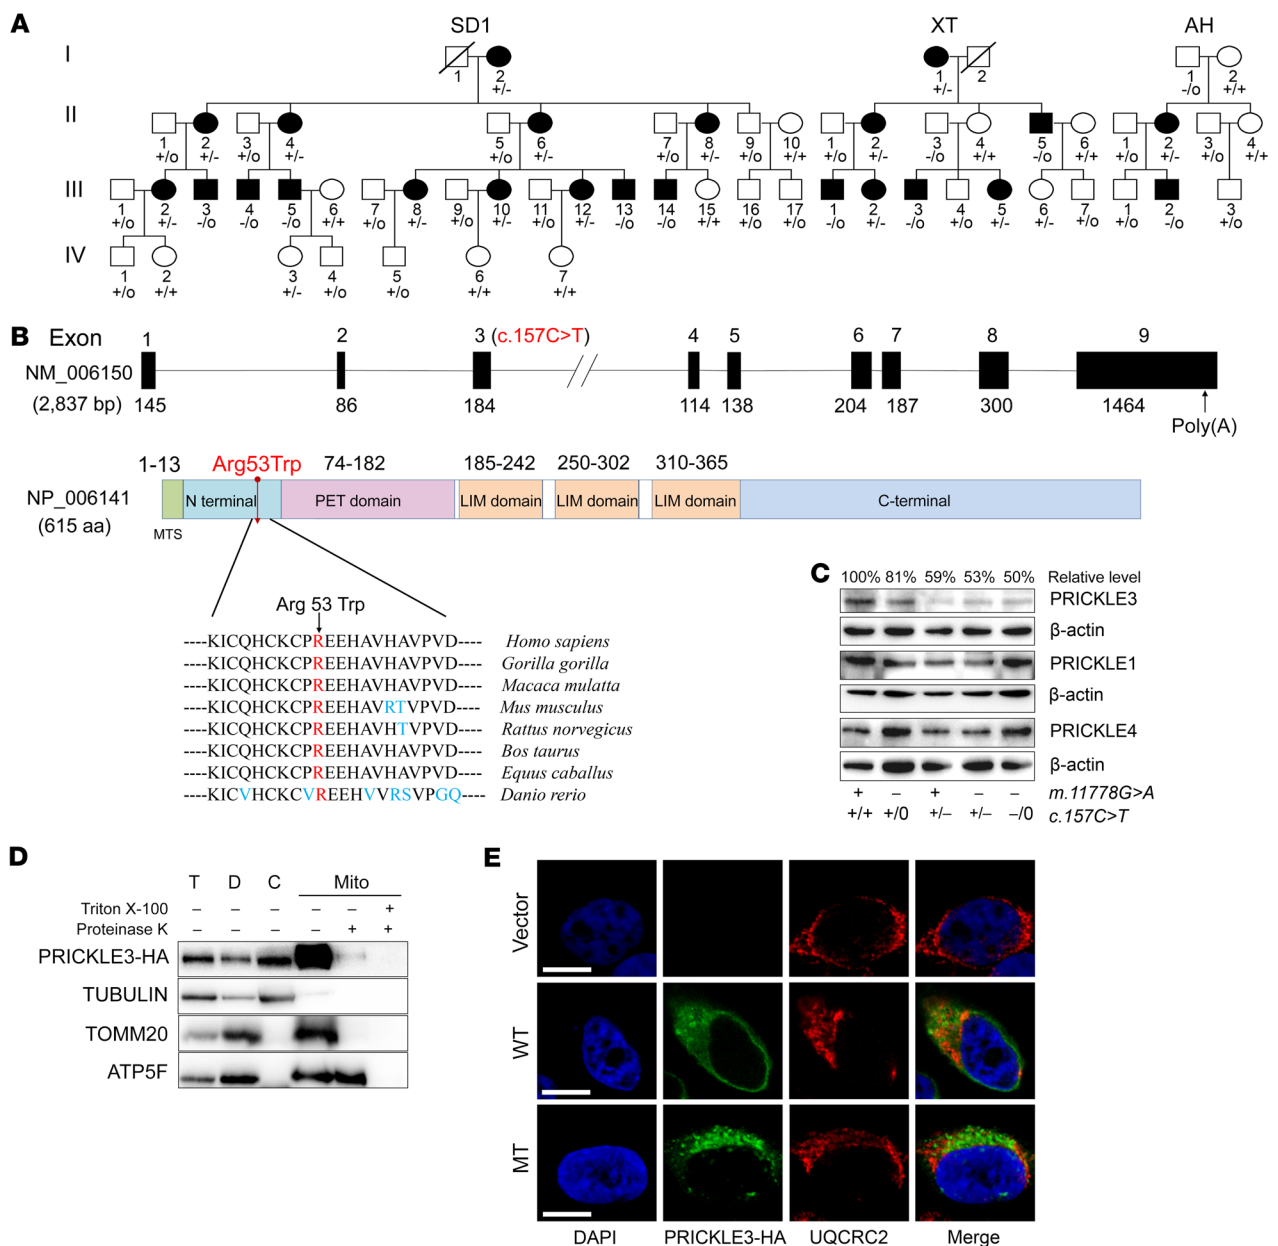 A
SD1 XT AH
I
1 2 1 2 1 2
+/- +/- -/o +/+
II
1 2 3 4 5 6 7 8 9 10 1 2 3 4 5 6 1 2 3 4
+/o +/- +/o +/- +/o +/- +/o +/- +/o +/+ +/o +/- -/o +/+ -/o +/+ +/o +/- +/o +/+
III
1 2 3 4 5 6 7 8 9 10 11 12 13 14 15 16 17 1 2 3 4 5 6 7 1 2 3
+/o +/- -/o -/o -/o +/+ +/o +/- +/o +/- +/o +/- -/o -/o +/+ +/o +/o -/o +/- -/o +/o +/- +/- +/o +/o -/o +/o
IV
1 2 3 4 5 6 7
+/o +/+ +/- +/o +/o +/+ +/+
B
Exon 1 2 3 (c.157C>T) 4 5 6 7 8 9
NM_006150
(2,837 bp) 145 86 184 114 138 204 187 300 1464
Poly(A)
1-13 Arg53Trp 74-182 185-242 250-302 310-365
NP_006141
(615 aa)
N terminal PET domain LIM domain LIM domain LIM domain C-terminal
MTS
Arg 53 Trp
----KICQHCKCPREEHAVHAVPVD---- Homo sapiens
----KICQHCKCPREEHAVHAVPVD---- Gorilla gorilla
----KICQHCKCPREEHAVHAVPVD---- Macaca mulatta
----KICQHCKCPREEHAVRTVPVD---- Mus musculus
----KICQHCKCPREEHAVHTVPVD---- Rattus norvegicus
----KICQHCKCPREEHAVHAVPVD---- Bos taurus
----KICQHCKCPREEHAVHAVPVD---- Equus caballus
----KICVHCKCVREEHVVRSVPGQ---- Danio rerio
C
100% 81% 59% 53% 50% Relative level
PRICKLE3
β-actin
PRICKLE1
β-actin
PRICKLE4
β-actin
+ – + – – m.11778G>A
+/+ +/0 +/– +/– –/0 c.157C>T
D
T D C Mito
Triton X-100 – – – – – +
Proteinase K – – – – + +
PRICKLE3-HA
TUBULIN
TOMM20
ATP5F
E
Vector
WT
MT
DAPI PRICKLE3-HA UQCRC2 Merge